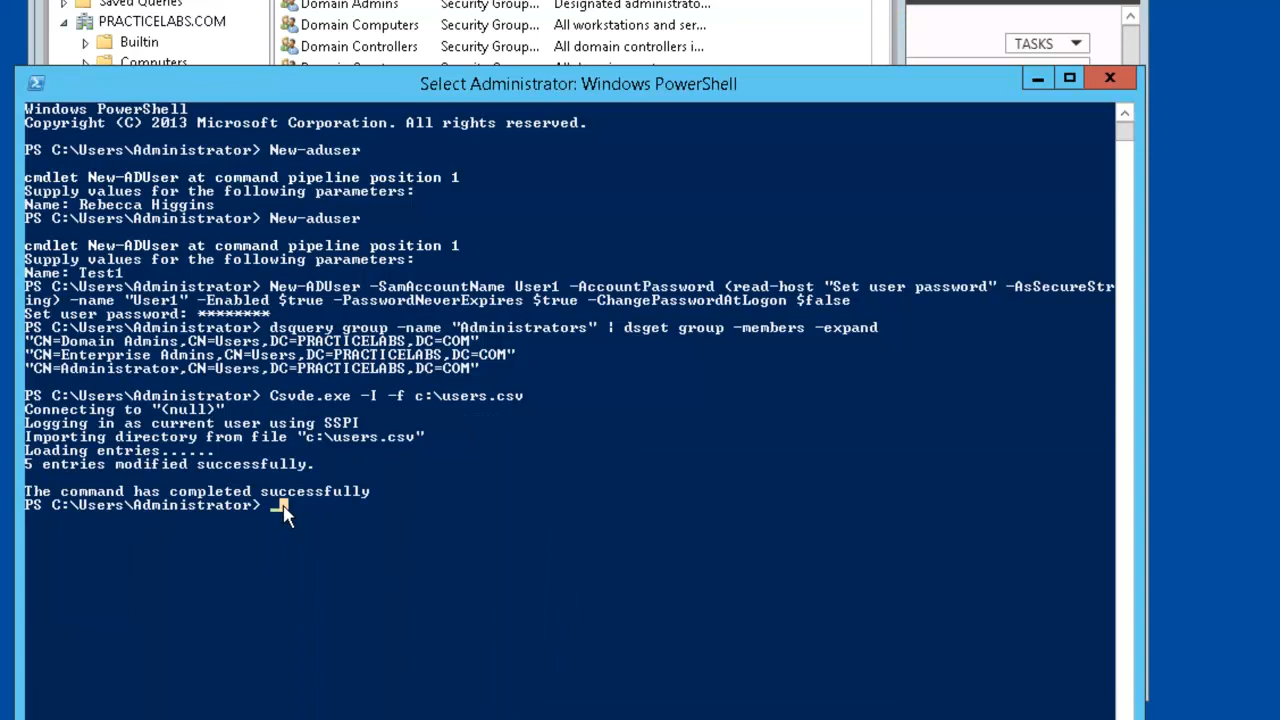 Saved Queries
PRACTICELABS.COM
Builtin
Computers
Domain Admins Security Group... Designated administrato...
Domain Computers Security Group... All workstations and ser...
Domain Controllers Security Group... All domain controllers i...
TASKS
Select Administrator: Windows PowerShell
Windows PowerShell
Copyright (C) 2013 Microsoft Corporation. All rights reserved.
PS C:\Users\Administrator> New-aduser
cmdlet New-ADUser at command pipeline position 1
Supply values for the following parameters:
Name: Rebecca Higgins
PS C:\Users\Administrator> New-aduser
cmdlet New-ADUser at command pipeline position 1
Supply values for the following parameters:
Name: Test1
PS C:\Users\Administrator> New-ADUser -SamAccountName User1 -AccountPassword (read-host "Set user password" -AsSecureStr
ing) -name "User1" -Enabled $true -PasswordNeverExpires $true -ChangePasswordAtLogon $false
Set user password: ********
PS C:\Users\Administrator> dsquery group -name "Administrators" | dsget group -members -expand
"CN=Domain Admins,CN=Users,DC=PRACTICELABS,DC=COM"
"CN=Enterprise Admins,CN=Users,DC=PRACTICELABS,DC=COM"
"CN=Administrator,CN=Users,DC=PRACTICELABS,DC=COM"
PS C:\Users\Administrator> Csvde.exe -I -f c:\users.csv
Connecting to "(null)"
Logging in as current user using SSPI
Importing directory from file "c:\users.csv"
Loading entries......
5 entries modified successfully.
The command has completed successfully
PS C:\Users\Administrator> _